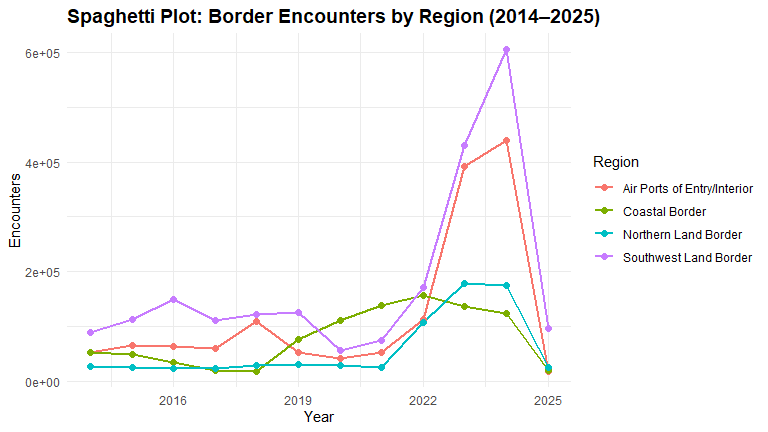 Spaghetti Plot: Border Encounters by Region (2014–2025)
6e+05
4e+05
2e+05
0e+00
Encounters
2016
2019
2022
2025
Year
Region
Air Ports of Entry/Interior
Coastal Border
Northern Land Border
Southwest Land Border